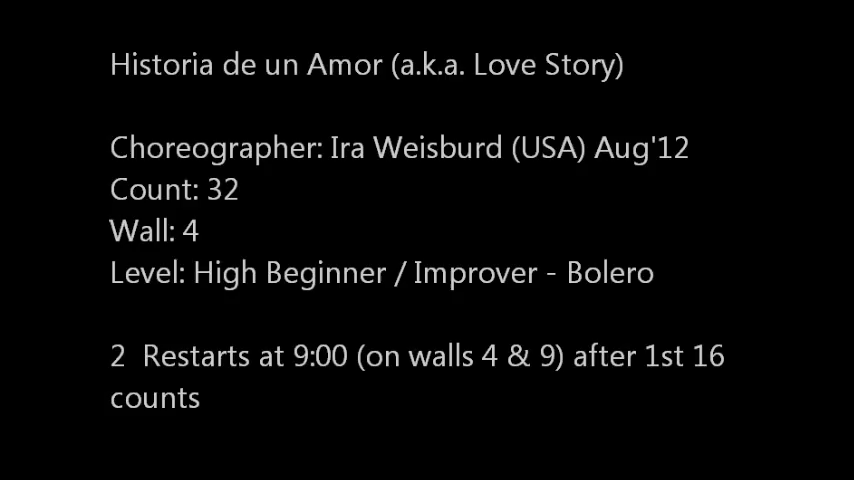 Historia de un Amor (a.k.a. Love Story)
Choreographer: Ira Weisburd (USA) Aug'12
Count: 32
Wall: 4
Level: High Beginner / Improver - Bolero
2  Restarts at 9:00 (on walls 4 & 9) after 1st 16
counts